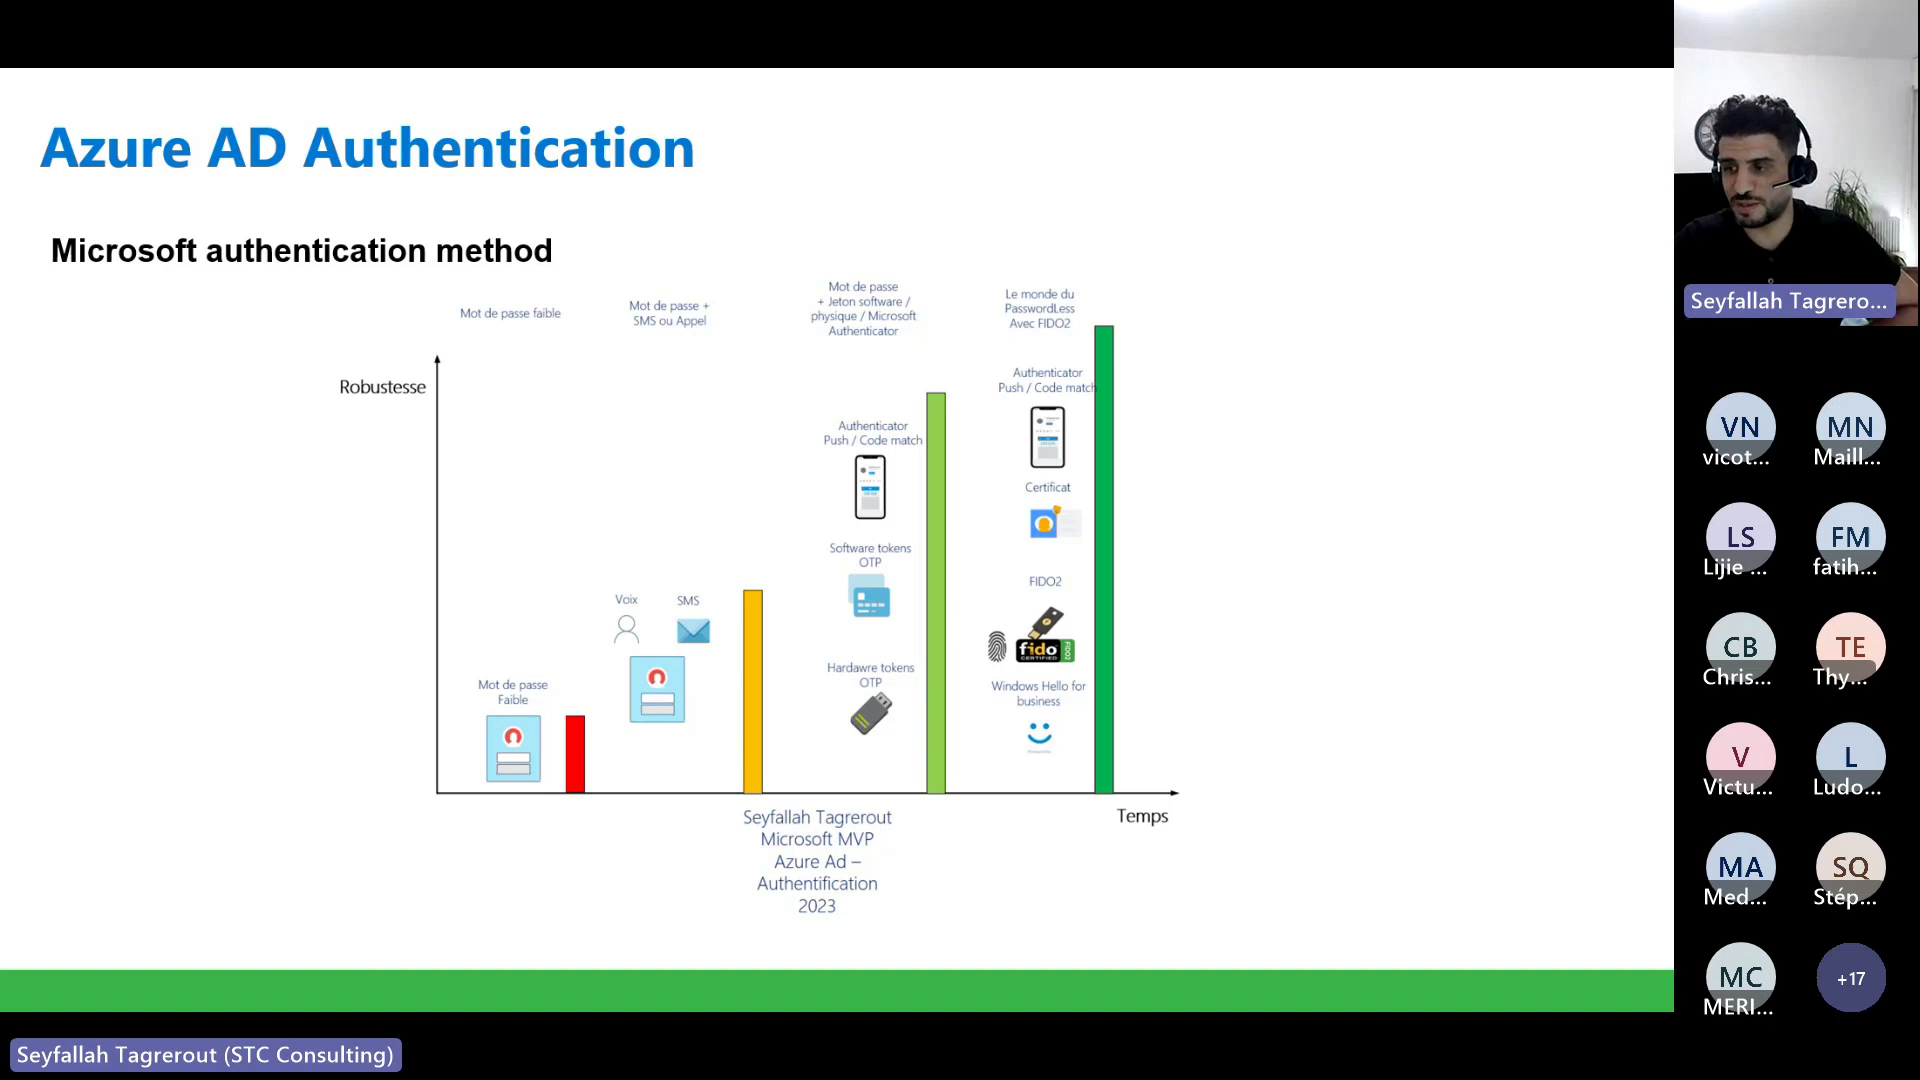 Azure AD Authentication
Microsoft authentication method
Mot de passe faible
Mot de passe +
SMS ou Appel
Mot de passe
+ Jeton software /
physique / Microsoft
Authenticator
Le monde du
PasswordLess
Avec FIDO2
Robustesse
Authenticator
Push / Code match
Authenticator
Push / Code match
Certificat
Software tokens
OTP
FIDO2
fido
CERTIFIED
FIDO2
Voix
SMS
Hardawre tokens
OTP
Windows Hello for
business
Mot de passe
Faible
Temps
Seyfallah Tagrerout
Microsoft MVP
Azure Ad –
Authentification
2023
Seyfallah Tagrerout (STC Consulting)
Seyfallah Tagrero...
VN
vicot...
MN
Maill...
LS
Lijie ...
FM
fatih...
CB
Chris...
TE
Thy...
V
Victu...
L
Ludo...
MA
Med...
SQ
Stép...
MC
MERI...
+17